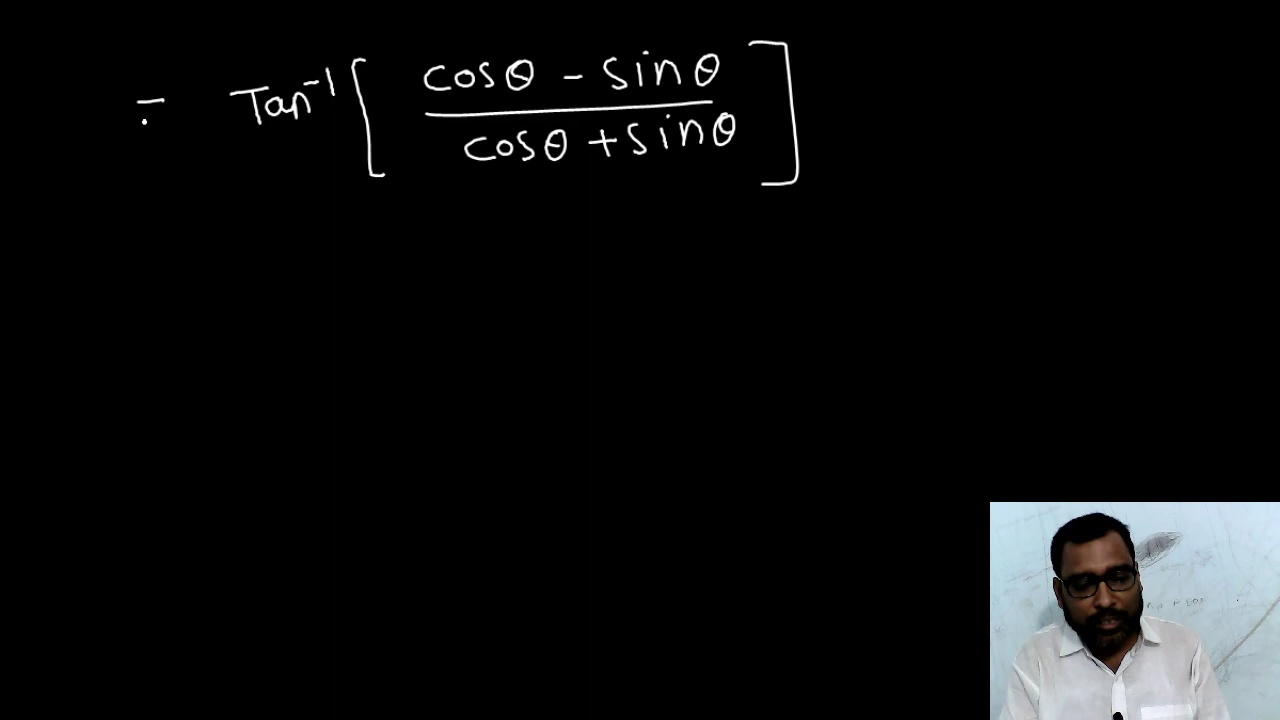 = Tan⁻¹ [ (cosθ - sinθ) / (cosθ + sinθ) ]